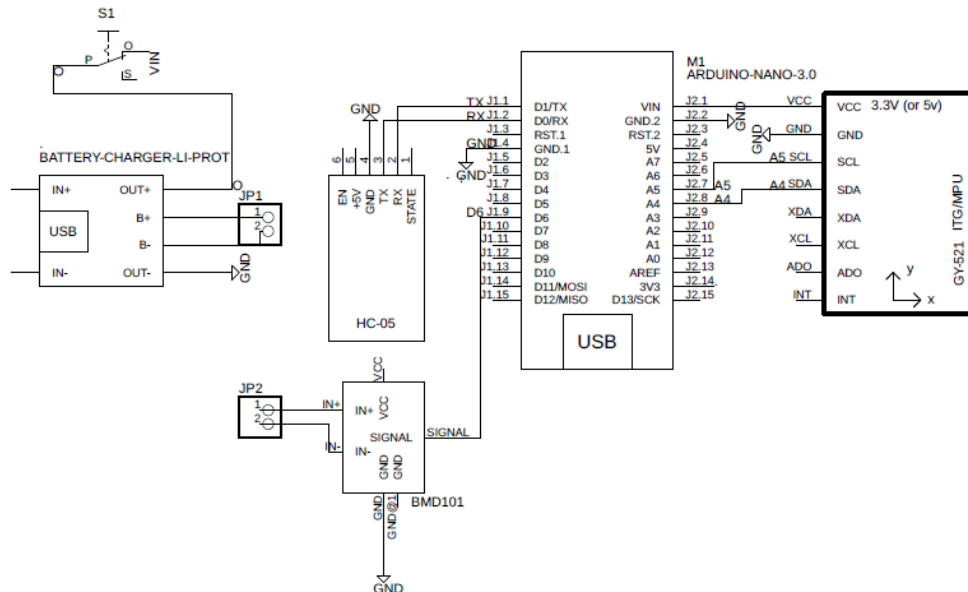 S1
P
O
S
VIN
O
O
BATTERY-CHARGER-LI-PROT
IN+
OUT+
USB
B+
B-
IN-
OUT-
GND
JP1
1
2
GND
6
5
4
3
2
1
EN
+5V
GND
TX
RX
STATE
HC-05
JP2
1
2
IN+
IN-
VCC
IN+
VCC
SIGNAL
SIGNAL
IN-
GND
GND
BMD101
GND
GND@1
GND
M1
ARDUINO-NANO-3.0
TX J1.1 D1/TX VIN J2.1
RX J1.2 D0/RX GND.2 J2.2 GND
J1.3 RST.1 RST.2 J2.3
GND J1.4 GND.1 5V J2.4
GND J1.5 D2 A7 J2.5
J1.6 D3 A6 J2.6
J1.7 D4 A5 J2.7 A5
J1.8 D5 A4 J2.8 A4
D6 J1.9 D6 A3 J2.9
J1.10 D7 A2 J2.10
J1.11 D8 A1 J2.11
J1.12 D9 A0 J2.12
J1.13 D10 AREF J2.13
J1.14 D11/MOSI 3V3 J2.14
J1.15 D12/MISO D13/SCK J2.15
USB
VCC VCC 3.3V (or 5v)
GND GND GND
A5 SCL SCL
A4 SDA SDA
XDA XDA
XCL XCL
ADO ADO
INT INT
y
x
GY-521 ITG/MPU